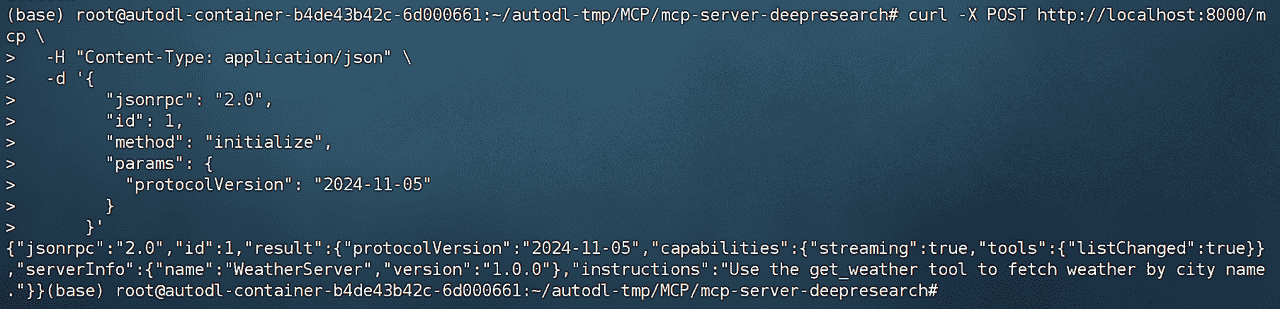 (base) root@autodl-container-b4de43b42c-6d000661:~/autodl-tmp/MCP/mcp-server-deepresearch# curl -X POST http://localhost:8000/m
cp \
>   -H "Content-Type: application/json" \
>   -d '{
>         "jsonrpc": "2.0",
>         "id": 1,
>         "method": "initialize",
>         "params": {
>           "protocolVersion": "2024-11-05"
>         }
>       }'
{"jsonrpc":"2.0","id":1,"result":{"protocolVersion":"2024-11-05","capabilities":{"streaming":true,"tools":{"listChanged":true}}
,"serverInfo":{"name":"WeatherServer","version":"1.0.0"},"instructions":"Use the get_weather tool to fetch weather by city name
."}}(base) root@autodl-container-b4de43b42c-6d000661:~/autodl-tmp/MCP/mcp-server-deepresearch#